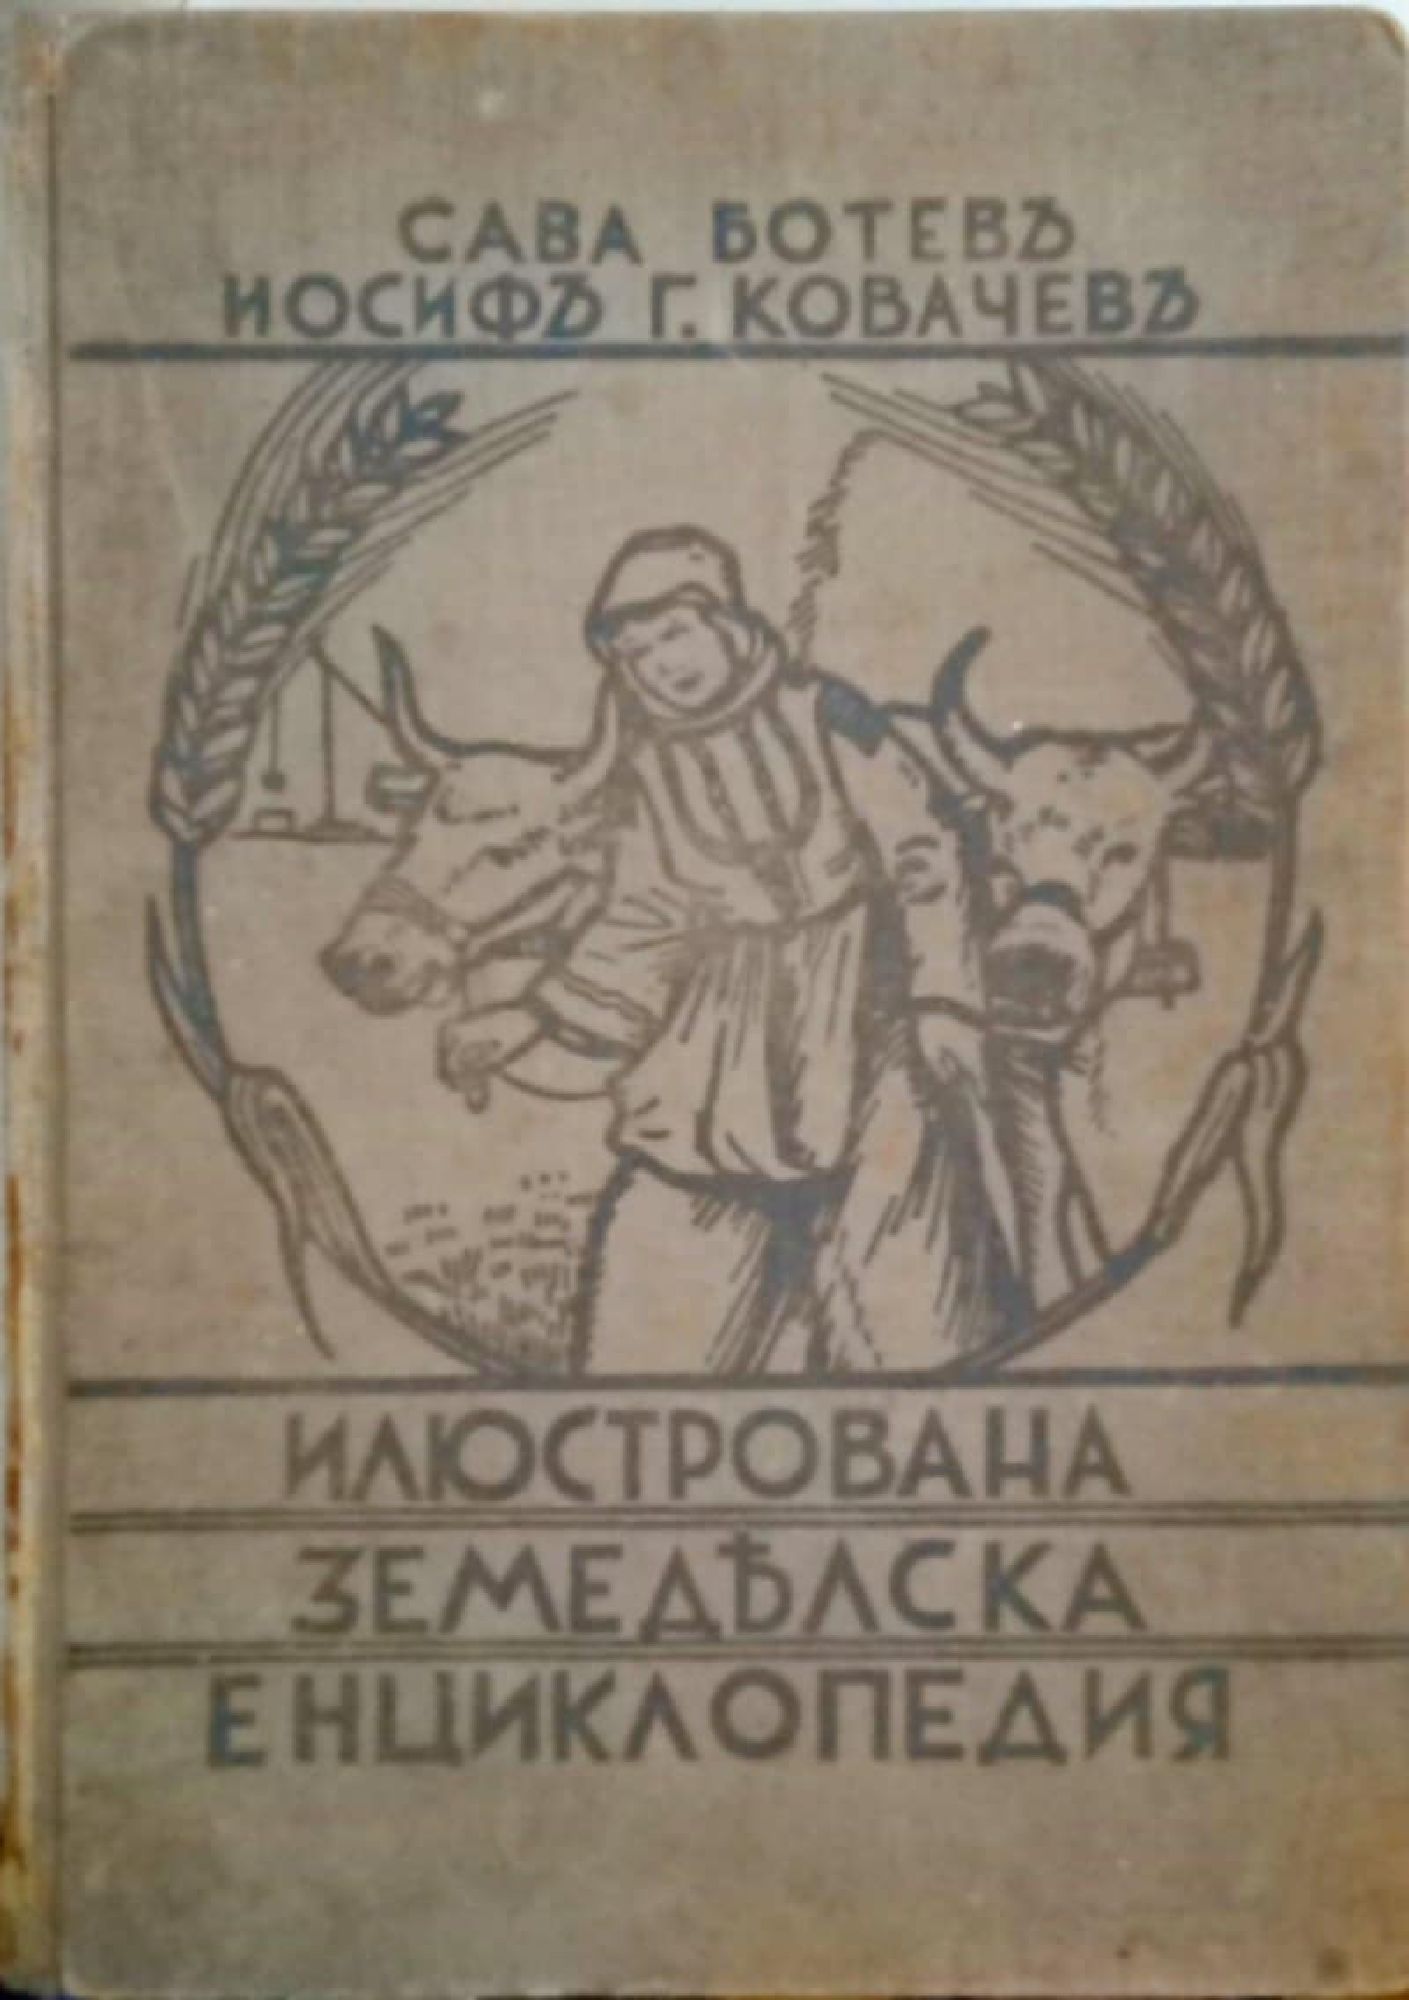 САВА БОТЕВЪ
ИОСИФЪ Г. КОВАЧЕВЪ
ИЛЮСТРОВАНА
ЗЕМЕДѢЛСКА
ЕНЦИКЛОПЕДИЯ